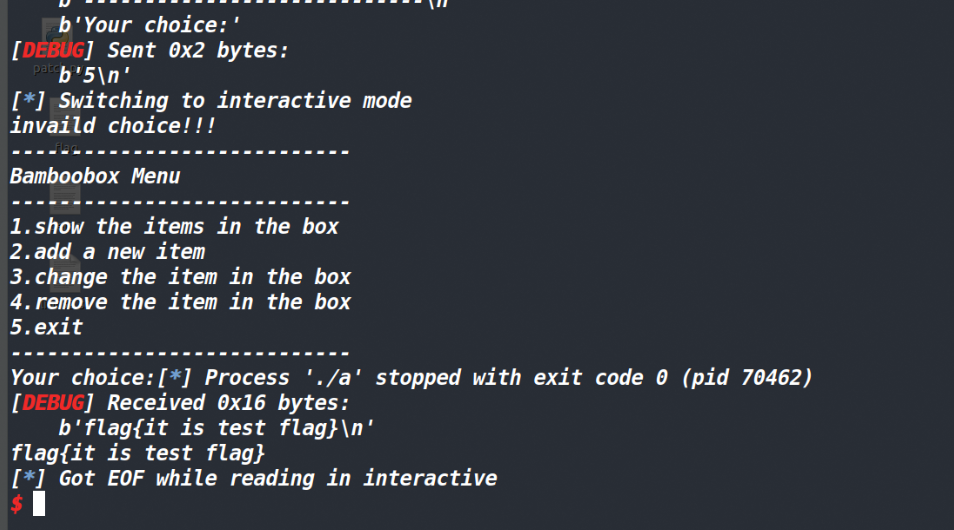 b'----------------------------\n'
b'Your choice:'
[DEBUG] Sent 0x2 bytes:
b'5\n'
[*] Switching to interactive mode
invaild choice!!!
----------------------------
Bamboobox Menu
----------------------------
1.show the items in the box
2.add a new item
3.change the item in the box
4.remove the item in the box
5.exit
----------------------------
Your choice:[*] Process './a' stopped with exit code 0 (pid 70462)
[DEBUG] Received 0x16 bytes:
b'flag{it is test flag}\n'
flag{it is test flag}
[*] Got EOF while reading in interactive
$